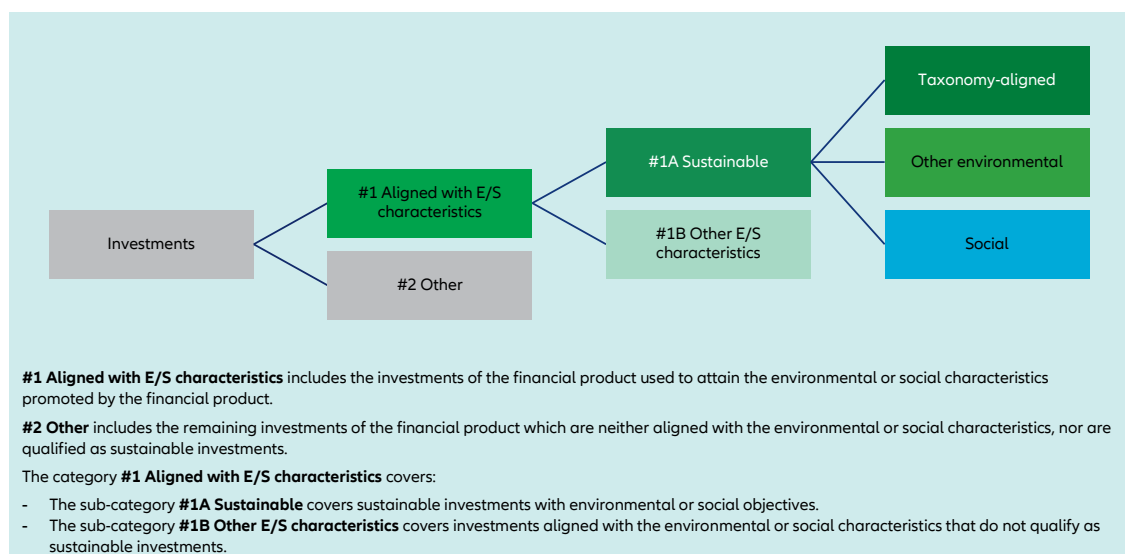 Taxonomy-aligned
#1A Sustainable
Other environmental
#1 Aligned with E/S
characteristics
Investments
#1B Other E/S
characteristics
Social
#2 Other
#1 Aligned with E/S characteristics includes the investments of the financial product used to attain the environmental or social characteristics
promoted by the financial product.
#2 Other includes the remaining investments of the financial product which are neither aligned with the environmental or social characteristics, nor are
qualified as sustainable investments.
The category #1 Aligned with E/S characteristics covers:
- The sub-category #1A Sustainable covers sustainable investments with environmental or social objectives.
- The sub-category #1B Other E/S characteristics covers investments aligned with the environmental or social characteristics that do not qualify as
sustainable investments.